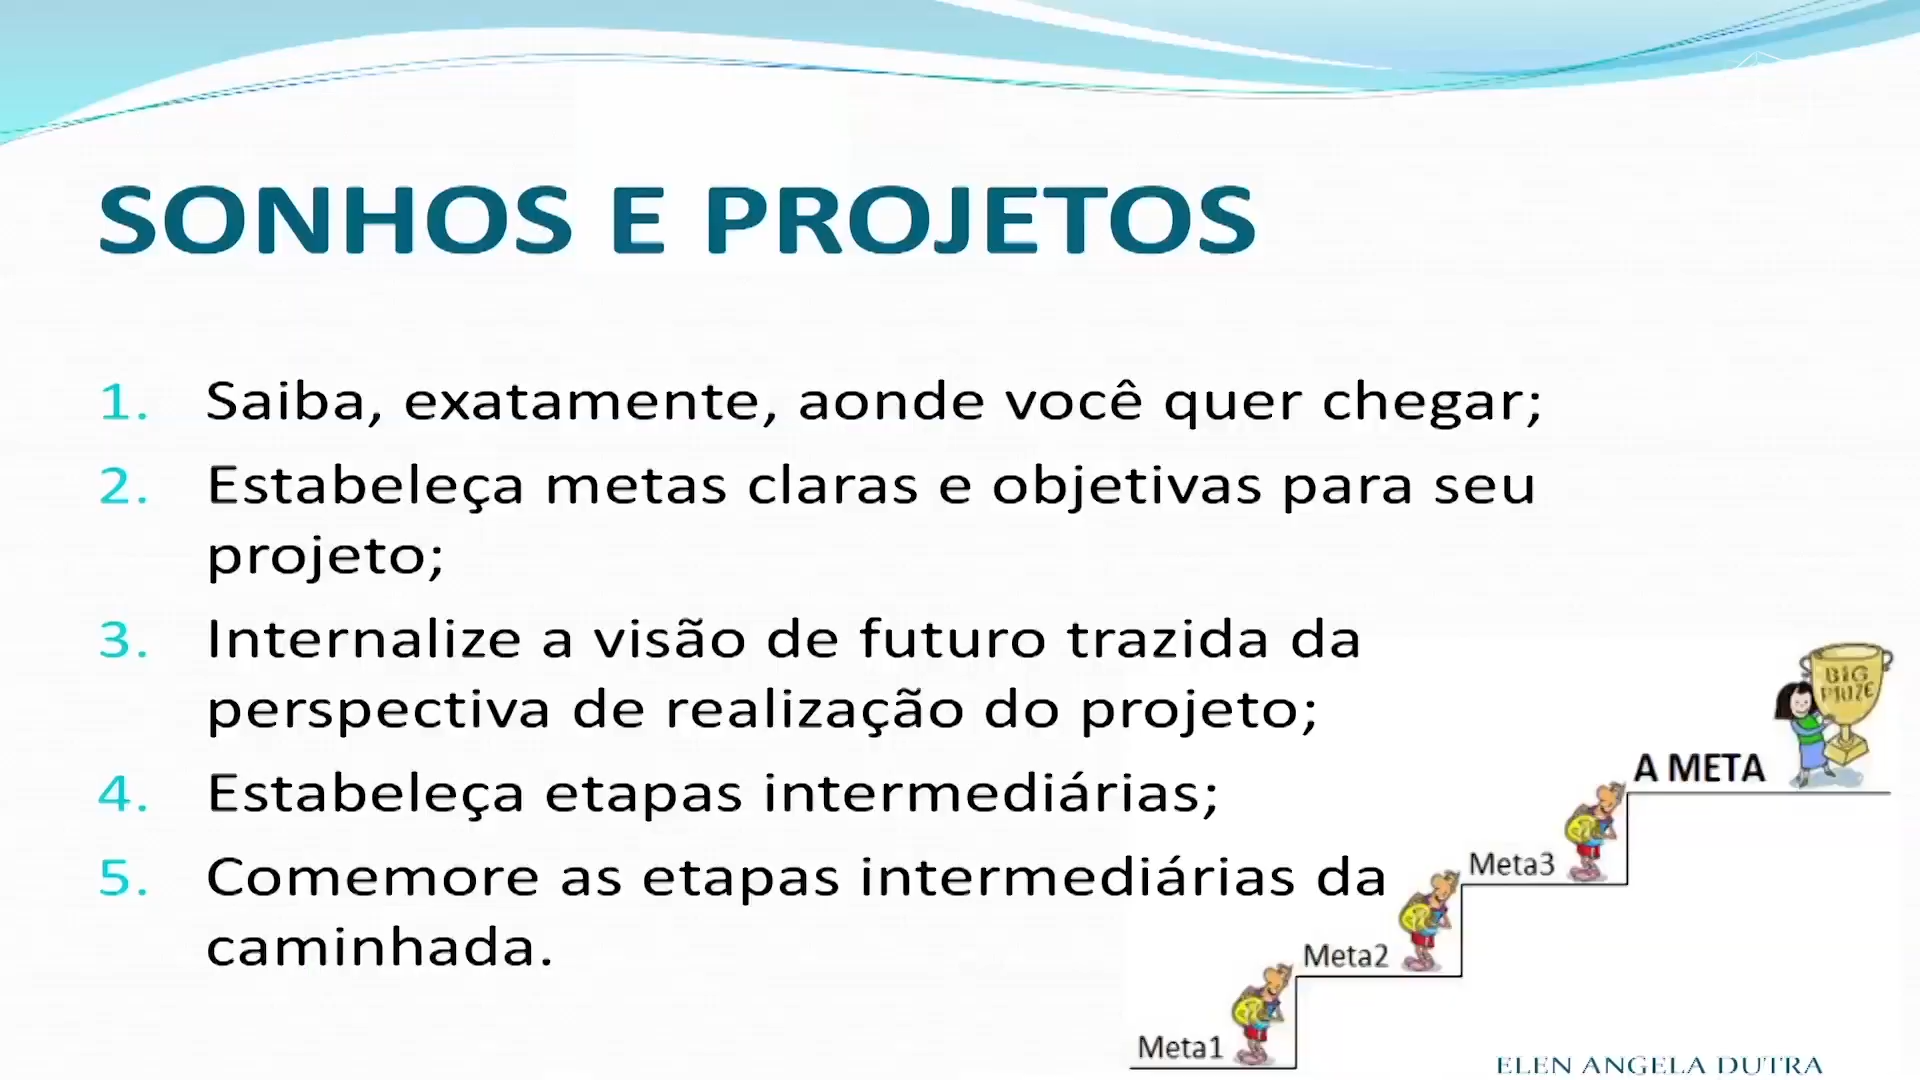 SONHOS E PROJETOS
1. Saiba, exatamente, aonde você quer chegar;
2. Estabeleça metas claras e objetivas para seu
projeto;
3. Internalize a visão de futuro trazida da
perspectiva de realização do projeto;
4. Estabeleça etapas intermediárias;
5. Comemore as etapas intermediárias da
caminhada.
BIG
PRIZE
A META
Meta3
Meta2
Meta1
ELEN ANGELA DUTRA